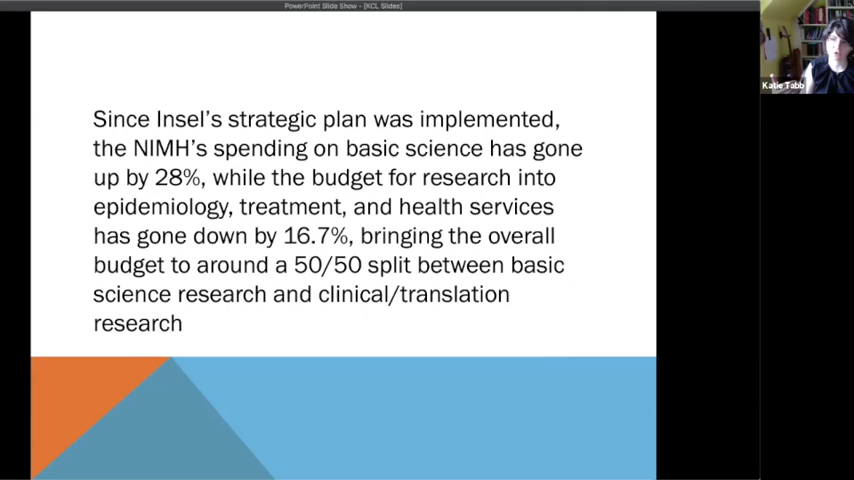 PowerPoint Slide Show - [KCL Slides]
Since Insel's strategic plan was implemented,
the NIMH's spending on basic science has gone
up by 28%, while the budget for research into
epidemiology, treatment, and health services
has gone down by 16.7%, bringing the overall
budget to around a 50/50 split between basic
science research and clinical/translation
research
Katie Tabb